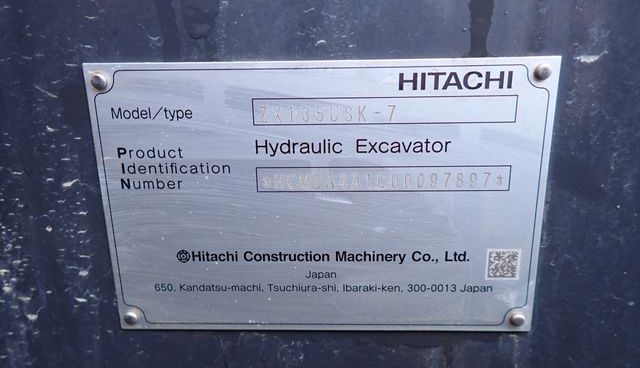 HITACHI
Model/type ZX135USK-7
Hydraulic Excavator
Product
Identification
Number *HCMDA4A1CD0097897*
Hitachi Construction Machinery Co., Ltd.
Japan
650, Kandatsu-machi, Tsuchiura-shi, Ibaraki-ken, 300-0013 Japan